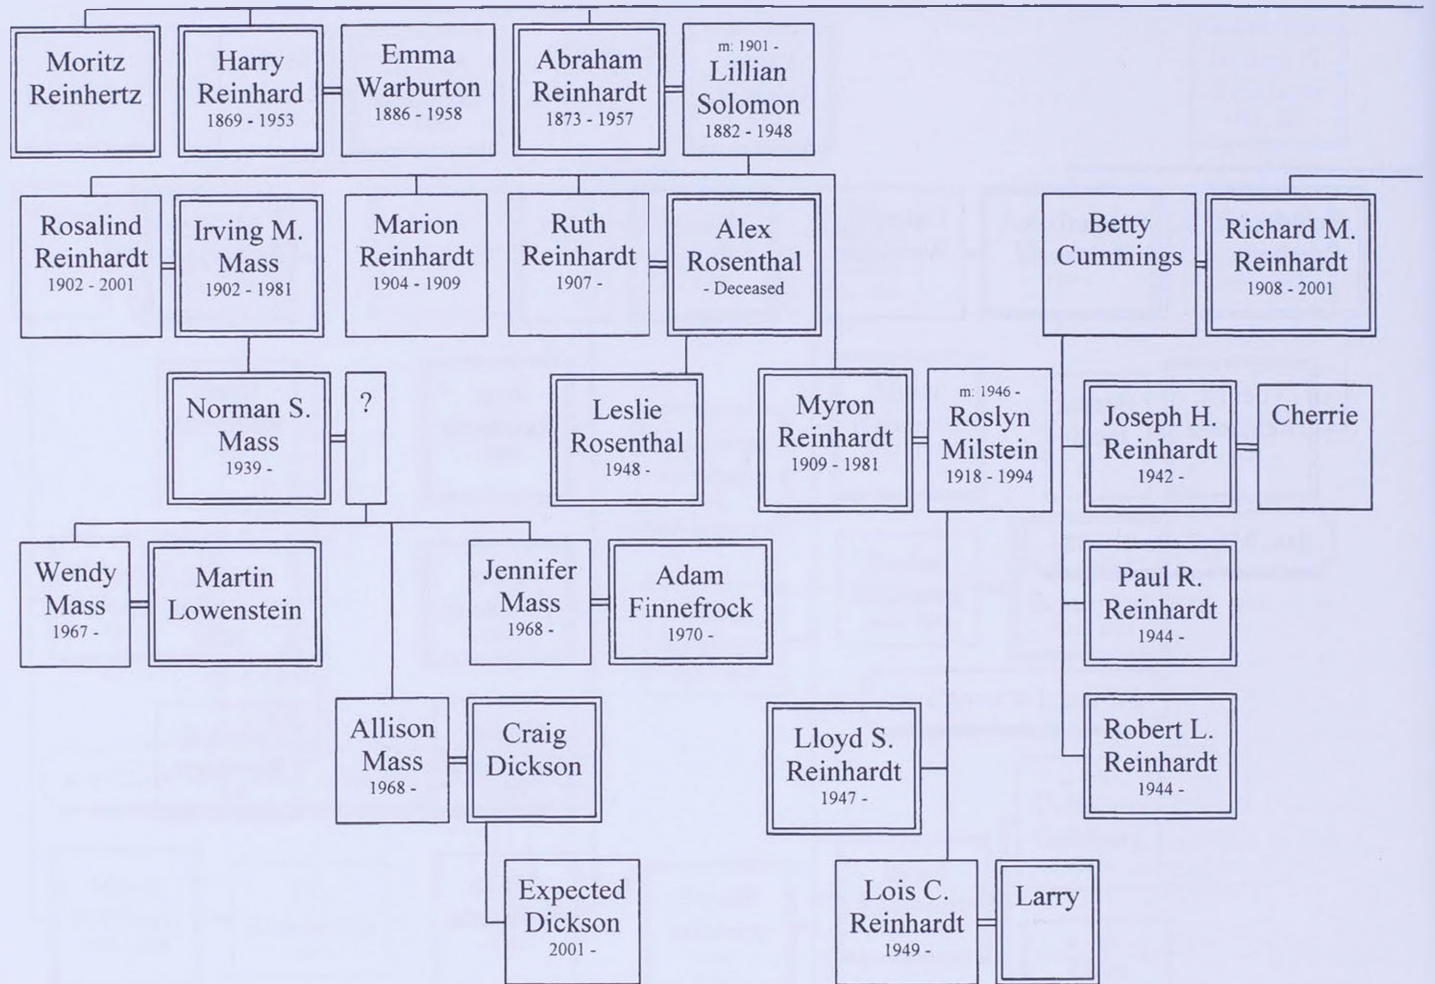 Moritz
Reinhertz
Harry
Reinhard
1869 - 1953
Emma
Warburton
1886 - 1958
Abraham
Reinhardt
1873 - 1957
m: 1901 -
Lillian
Solomon
1882 - 1948
Rosalind
Reinhardt
1902 - 2001
Irving M.
Mass
1902 - 1981
Marion
Reinhardt
1904 - 1909
Ruth
Reinhardt
1907 -
Alex
Rosenthal
- Deceased
Betty
Cummings
Richard M.
Reinhardt
1908 - 2001
Norman S.
Mass
1939 -
?
Leslie
Rosenthal
1948 -
Myron
Reinhardt
1909 - 1981
m: 1946 -
Roslyn
Milstein
1918 - 1994
Joseph H.
Reinhardt
1942 -
Cherrie
Wendy
Mass
1967 -
Martin
Lowenstein
Jennifer
Mass
1968 -
Adam
Finnefrock
1970 -
Paul R.
Reinhardt
1944 -
Allison
Mass
1968 -
Craig
Dickson
Lloyd S.
Reinhardt
1947 -
Robert L.
Reinhardt
1944 -
Expected
Dickson
2001 -
Lois C.
Reinhardt
1949 -
Larry